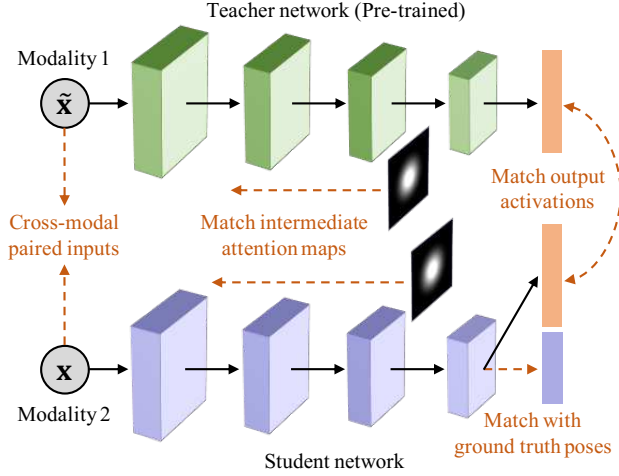 Teacher network (Pre-trained)
Modality 1
x̃
Cross-modal
paired inputs
Match intermediate
attention maps
Match output
activations
x
Modality 2
Match with
ground truth poses
Student network